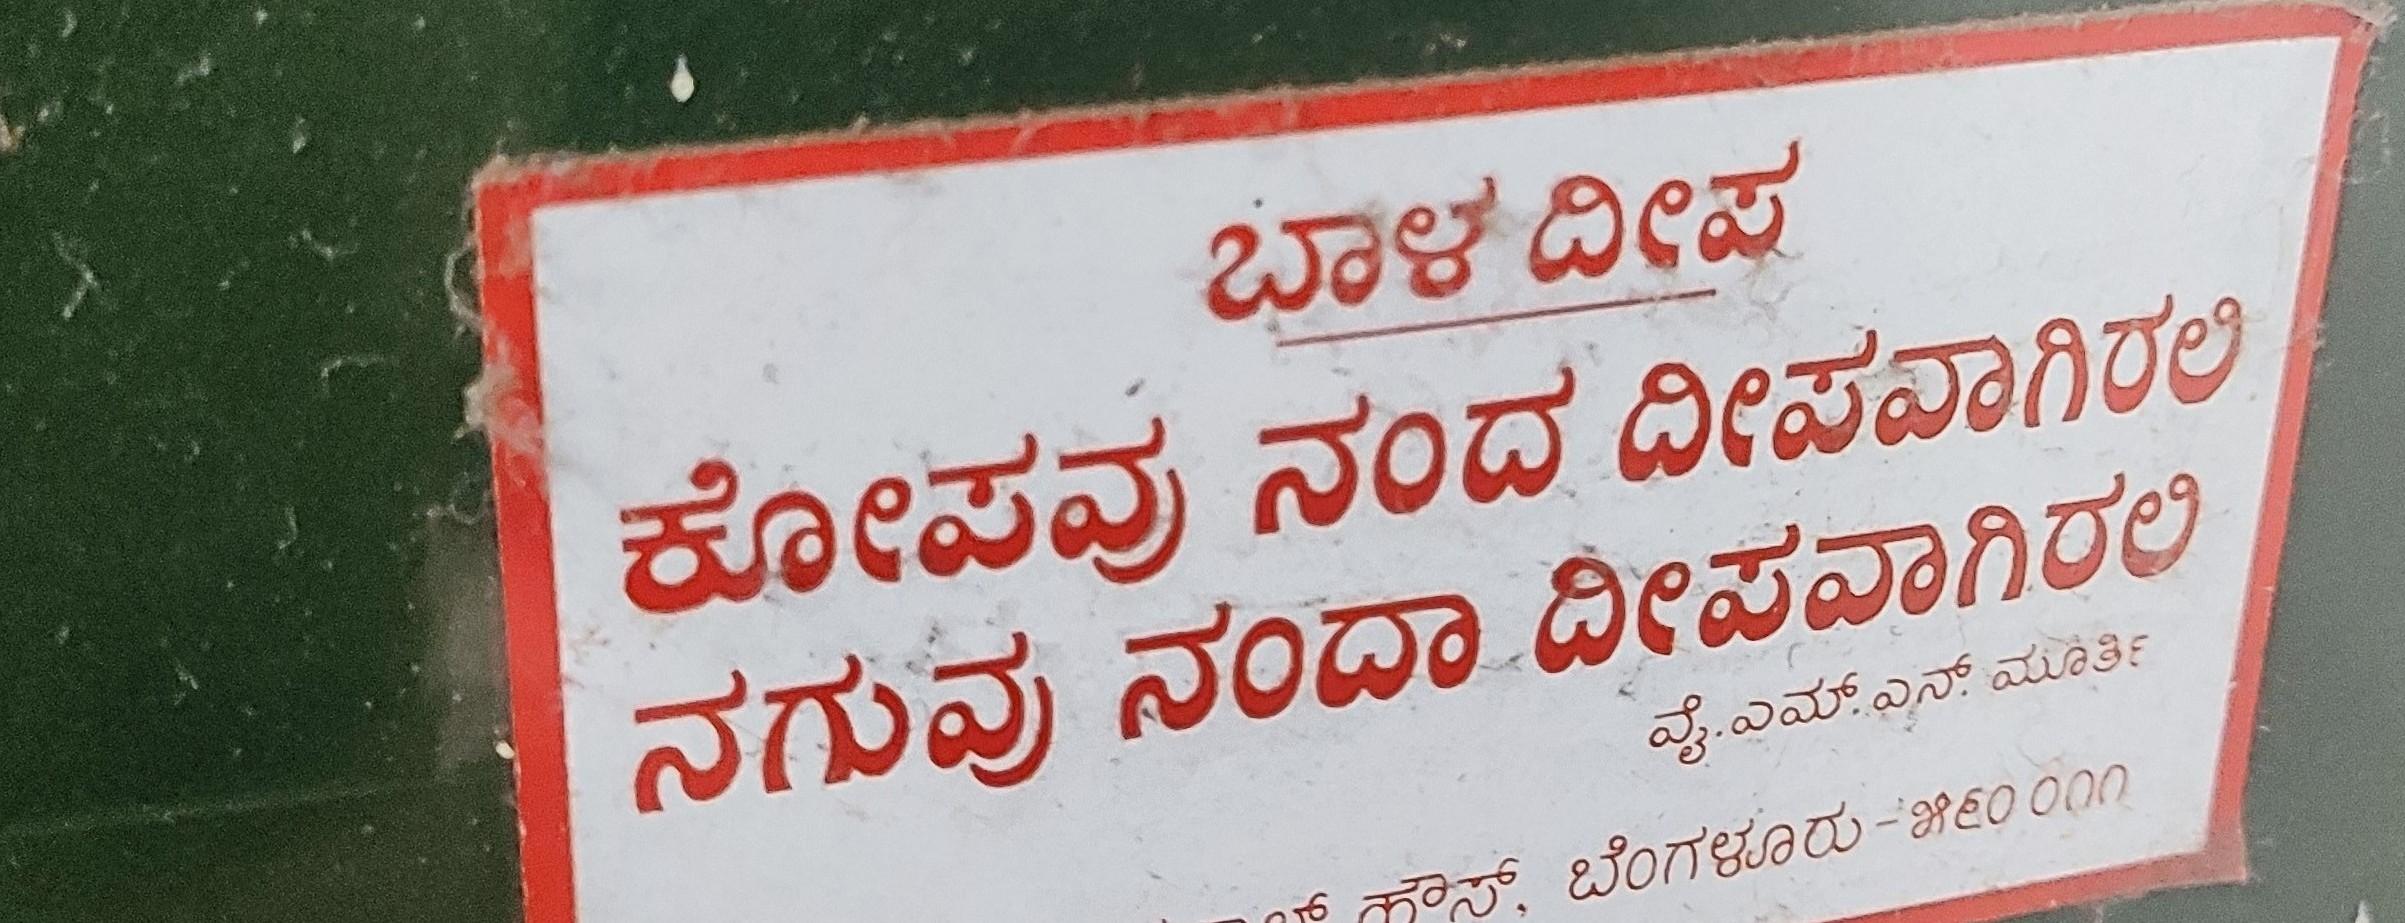 ಬಾಳ ದೀಪ
ಕೋಪವು ನಂದ ದೀಪವಾಗಿರಲಿ
ನಗುವು ನಂದಾ ದೀಪವಾಗಿರಲಿ
ವೈ.ಎಮ್.ಎನ್. ಮೂರ್ತಿ
ಹೌಸ್, ಬೆಂಗಳೂರು-೫೬೦ ೦೧೧